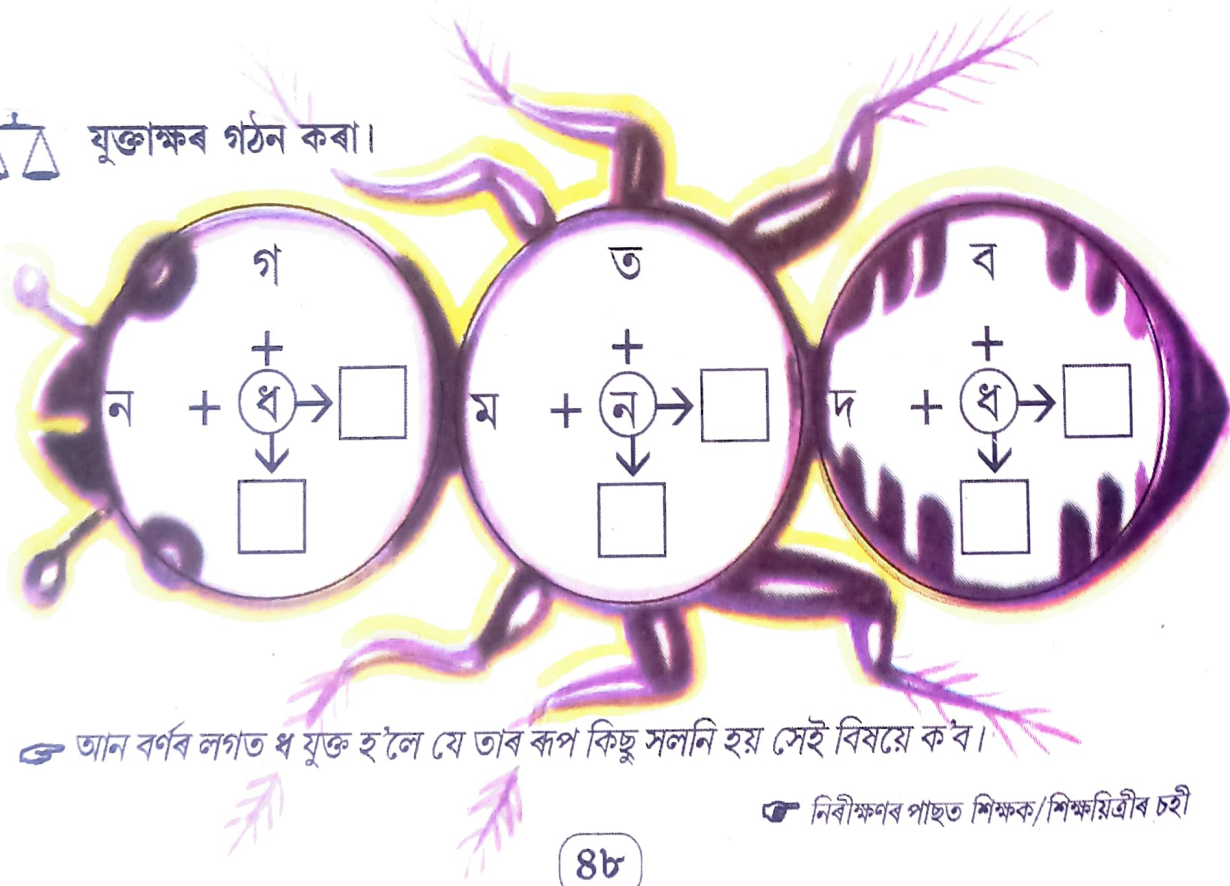 যুক্তাক্ষৰ গঠন কৰা।
গ
ত
ব
+
+
+
ন + ধ →
ম + ন →
দ + ধ →
↓
↓
↓
আন বৰ্ণৰ লগত ধ যুক্ত হ'লে যে তাৰ ৰূপ কিছু সলনি হয় সেই বিষয়ে ক'ব।
নিৰীক্ষণৰ পাছত শিক্ষক/শিক্ষয়িত্ৰীৰ চহী
৪৮